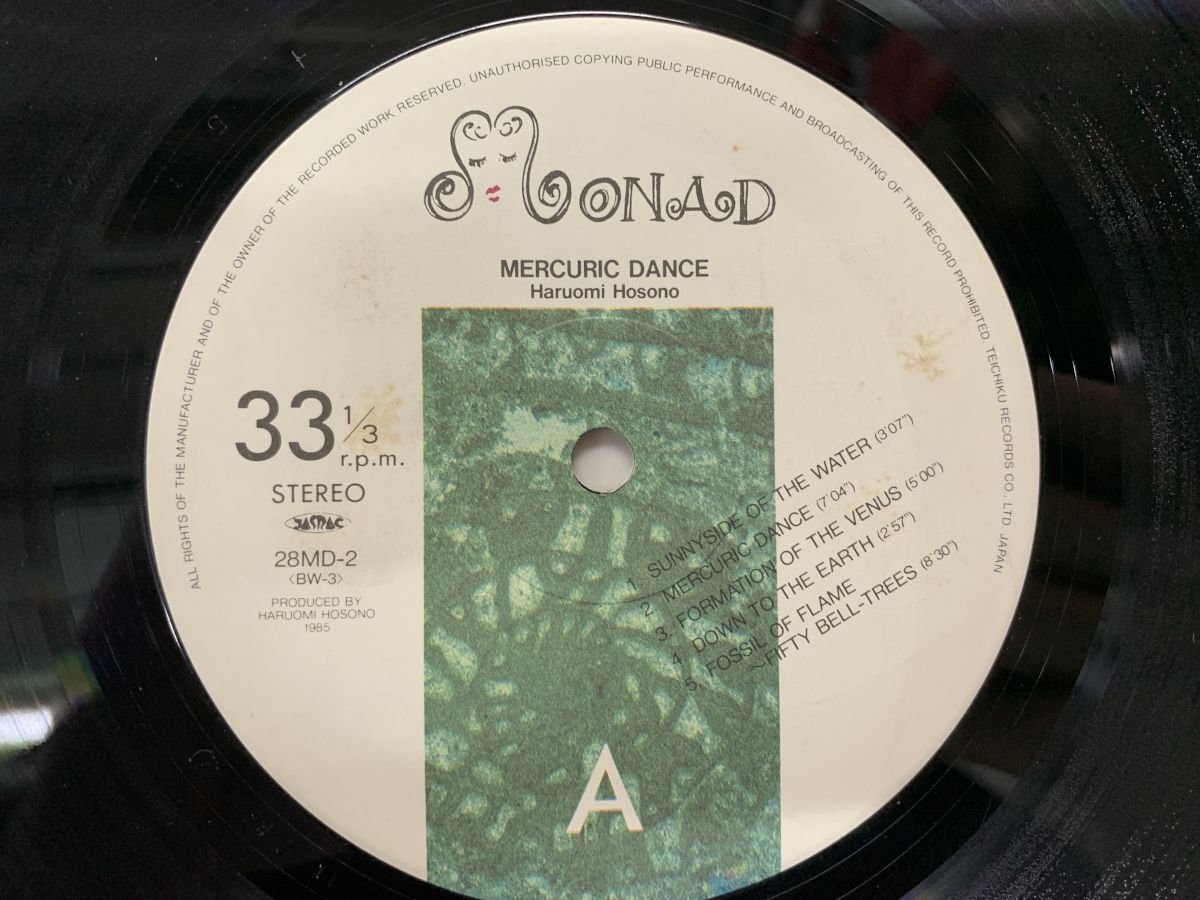 ALL RIGHTS OF THE MANUFACTURER AND OF THE OWNER OF THE RECORDED WORK RESERVED. UNAUTHORISED COPYING PUBLIC PERFORMANCE AND BROADCASTING OF THIS RECORD PROHIBITED. TEICHIKU RECORDS CO., LTD JAPAN
MONAD
MERCURIC DANCE
Haruomi Hosono
33 1/3
r.p.m.
STEREO
JASRAC
28MD-2
<BW-3>
PRODUCED BY
HARUOMI HOSONO
1985
1. SUNNYSIDE OF THE WATER (3'07")
2. MERCURIC DANCE (7'04")
3. FORMATION OF THE VENUS (5'00")
4. DOWN TO THE EARTH (2'57")
5. FOSSIL OF FLAME
~FIFTY BELL-TREES (8'30")
A